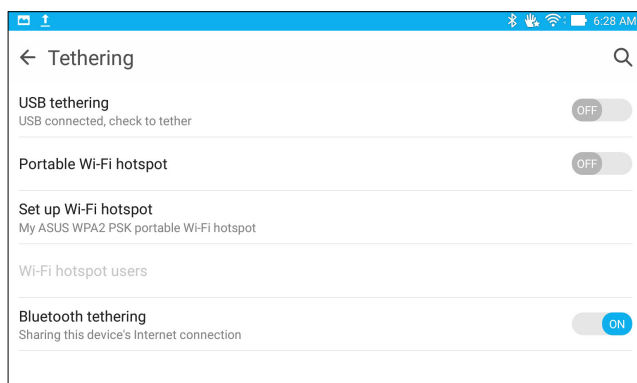 6:28 AM
Tethering
USB tethering
OFF
USB connected, check to tether
Portable Wi-Fi hotspot
OFF
Set up Wi-Fi hotspot
My ASUS WPA2 PSK portable Wi-Fi hotspot
Wi-Fi hotspot users
Bluetooth tethering
ON
Sharing this device's Internet connection